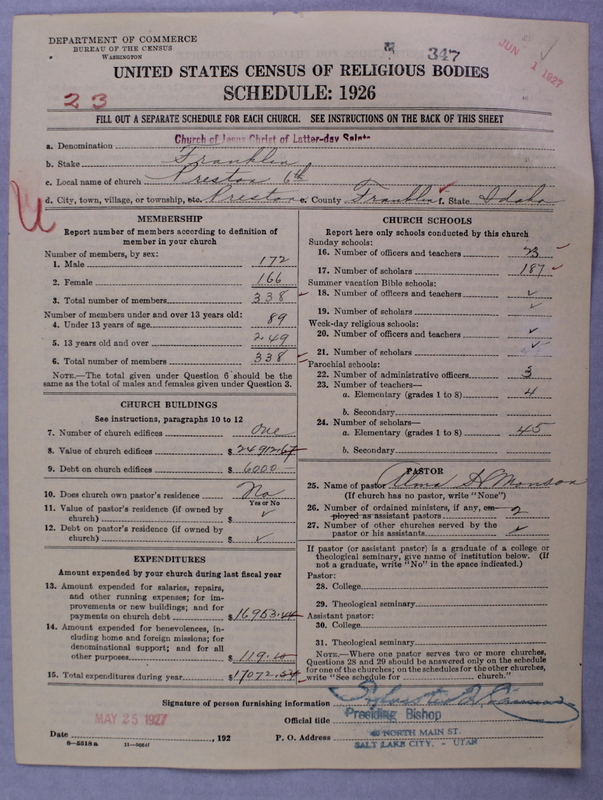 DEPARTMENT OF COMMERCE
BUREAU OF THE CENSUS
WASHINGTON
347
JUN 1 1927
UNITED STATES CENSUS OF RELIGIOUS BODIES
SCHEDULE: 1926
23
FILL OUT A SEPARATE SCHEDULE FOR EACH CHURCH. SEE INSTRUCTIONS ON THE BACK OF THIS SHEET
a. Denomination Church of Jesus Christ of Latter-day Saints
b. Stake Franklin
c. Local name of church Preston 6th
d. City, town, village, or township, etc. Preston e. County Franklin f. State Idaho
MEMBERSHIP
Report number of members according to definition of
member in your church
Number of members, by sex:
1. Male 172
2. Female 166
3. Total number of members 338
Number of members under and over 13 years old:
4. Under 13 years of age 89
5. 13 years old and over 249
6. Total number of members 338
NOTE.—The total given under Question 6 should be the
same as the total of males and females given under Question 3.
CHURCH BUILDINGS
See instructions, paragraphs 10 to 12
7. Number of church edifices One
8. Value of church edifices $24912.67
9. Debt on church edifices $6000.—
10. Does church own pastor's residence No
Yes or No
11. Value of pastor's residence (if owned by
church) $ ✓
12. Debt on pastor's residence (if owned by
church) $ ✓
EXPENDITURES
Amount expended by your church during last fiscal year
13. Amount expended for salaries, repairs,
and other running expenses; for im-
provements or new buildings; and for
payments on church debt $16953.44
14. Amount expended for benevolences, in-
cluding home and foreign missions; for
denominational support; and for all
other purposes $119.10
15. Total expenditures during year $17072.54
CHURCH SCHOOLS
Report here only schools conducted by this church
Sunday schools:
16. Number of officers and teachers 23
17. Number of scholars 187
Summer vacation Bible schools:
18. Number of officers and teachers ✓
19. Number of scholars ✓
Week-day religious schools:
20. Number of officers and teachers ✓
21. Number of scholars ✓
Parochial schools:
22. Number of administrative officers 3
23. Number of teachers—
a. Elementary (grades 1 to 8) 4
b. Secondary
24. Number of scholars—
a. Elementary (grades 1 to 8) 45
b. Secondary
PASTOR
25. Name of pastor Alma H Monson
(If church has no pastor, write "None")
26. Number of ordained ministers, if any, em-
ployed as assistant pastors 2
27. Number of other churches served by the
pastor or his assistants ✓
If pastor (or assistant pastor) is a graduate of a college or
theological seminary, give name of institution below. (If
not a graduate, write "No" in the space indicated.)
Pastor:
28. College
29. Theological seminary
Assistant pastor:
30. College
31. Theological seminary
NOTE.—Where one pastor serves two or more churches,
Questions 28 and 29 should be answered only on the schedule
for one of the churches; on the schedules for the other churches,
write "See schedule for church."
Signature of person furnishing information Sylvester Q. Cannon
Official title Presiding Bishop
MAY 25 1927
Date , 192 P. O. Address 40 NORTH MAIN ST.
SALT LAKE CITY, - UTAH
8-5518a